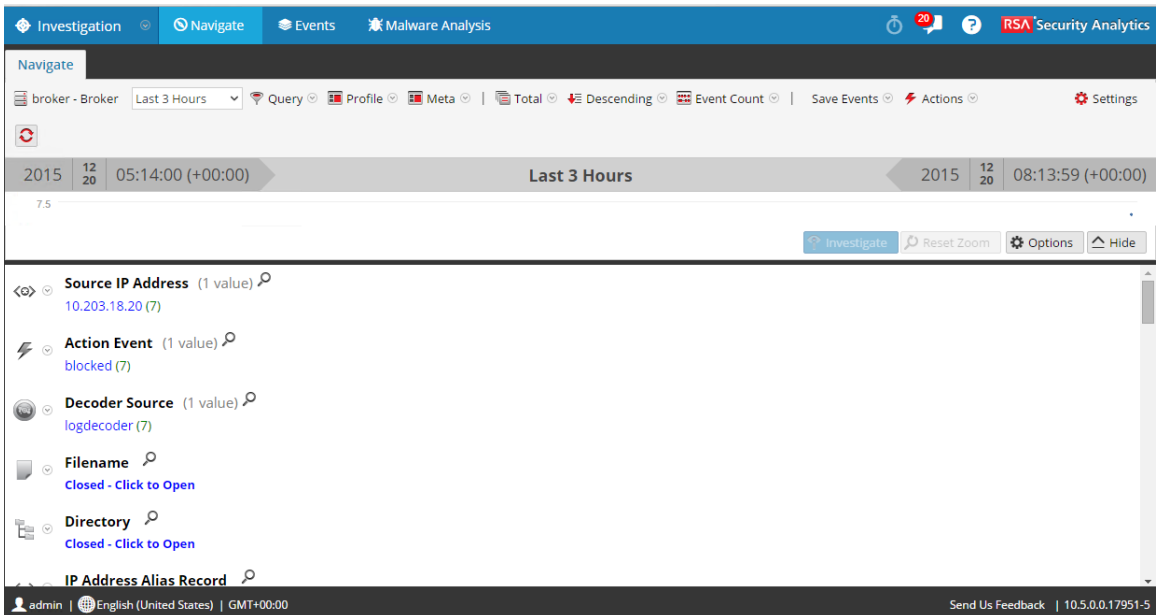 Investigation Navigate Events Malware Analysis 20 ? RSA Security Analytics
Navigate
broker - Broker Last 3 Hours Query Profile Meta | Total Descending Event Count | Save Events Actions Settings
2015 12 20 05:14:00 (+00:00) Last 3 Hours 2015 12 20 08:13:59 (+00:00)
7.5
Investigate Reset Zoom Options Hide
Source IP Address (1 value)
10.203.18.20 (7)
Action Event (1 value)
blocked (7)
Decoder Source (1 value)
logdecoder (7)
Filename
Closed - Click to Open
Directory
Closed - Click to Open
IP Address Alias Record
admin | English (United States) | GMT+00:00 Send Us Feedback | 10.5.0.0.17951-5